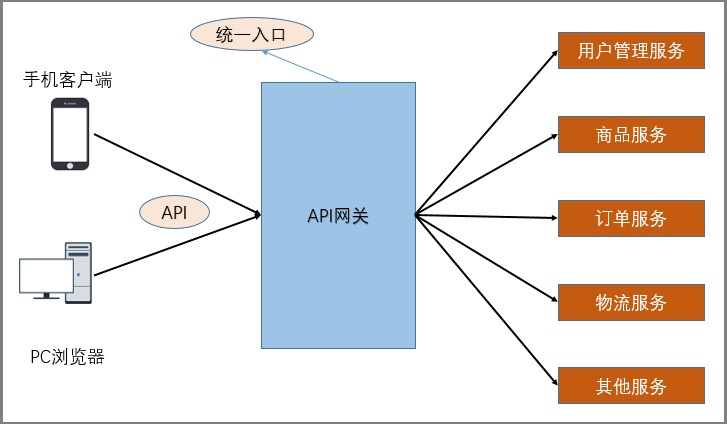 统一入口
手机客户端
API
PC浏览器
API网关
用户管理服务
商品服务
订单服务
物流服务
其他服务